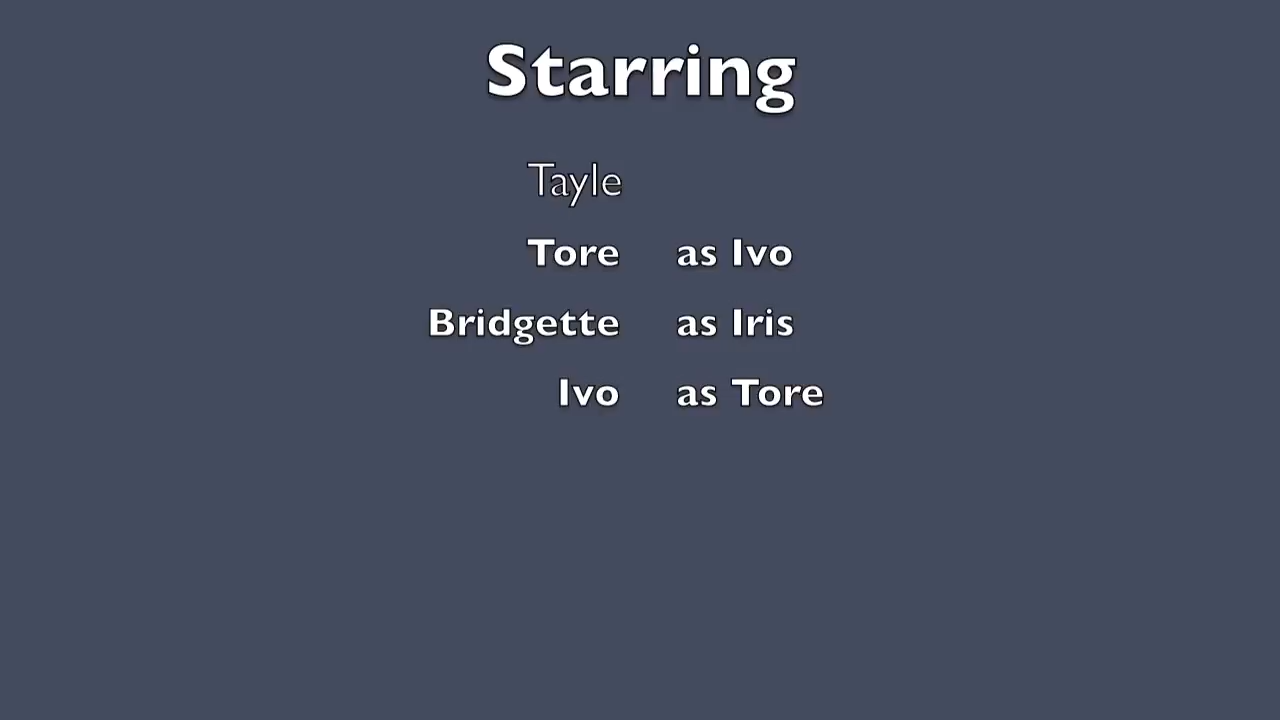 Starring
Tayle
Tore as Ivo
Bridgette as Iris
Ivo as Tore